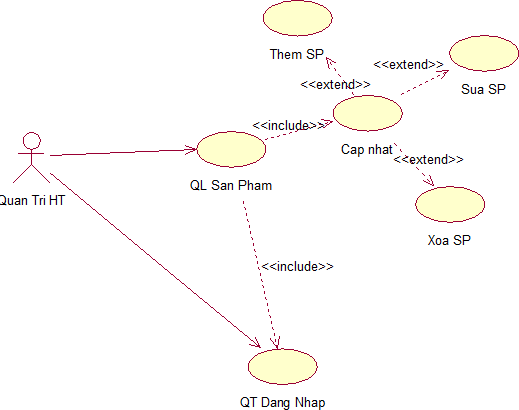 Them SP
<<extend>>
Sua SP
<<extend>>
<<include>>
Cap nhat
<<extend>>
QL San Pham
Quan Tri HT
Xoa SP
<<include>>
QT Dang Nhap